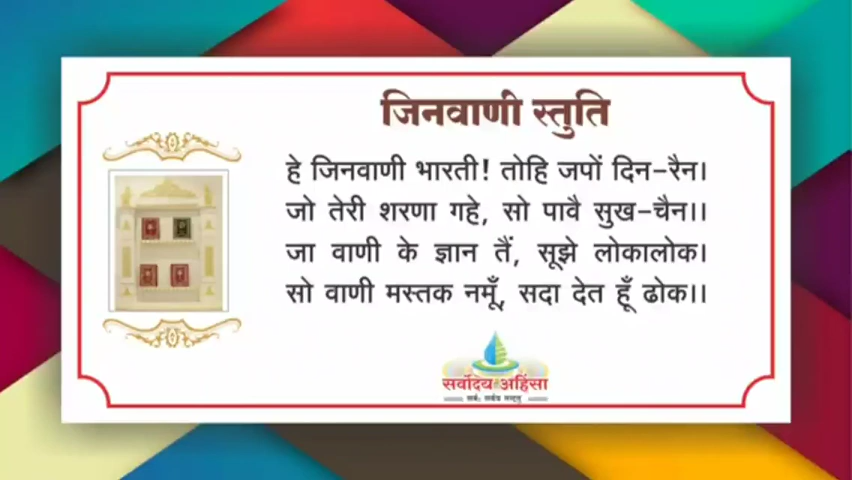 जिनवाणी स्तुति
हे जिनवाणी भारती! तोहि जपों दिन-रैन।
जो तेरी शरणा गहे, सो पावै सुख-चैन।।
जा वाणी के ज्ञान तैं, सूझे लोकालोक।
सो वाणी मस्तक नमूँ, सदा देत हूँ ढोक।।
सर्वोदय अहिंसा